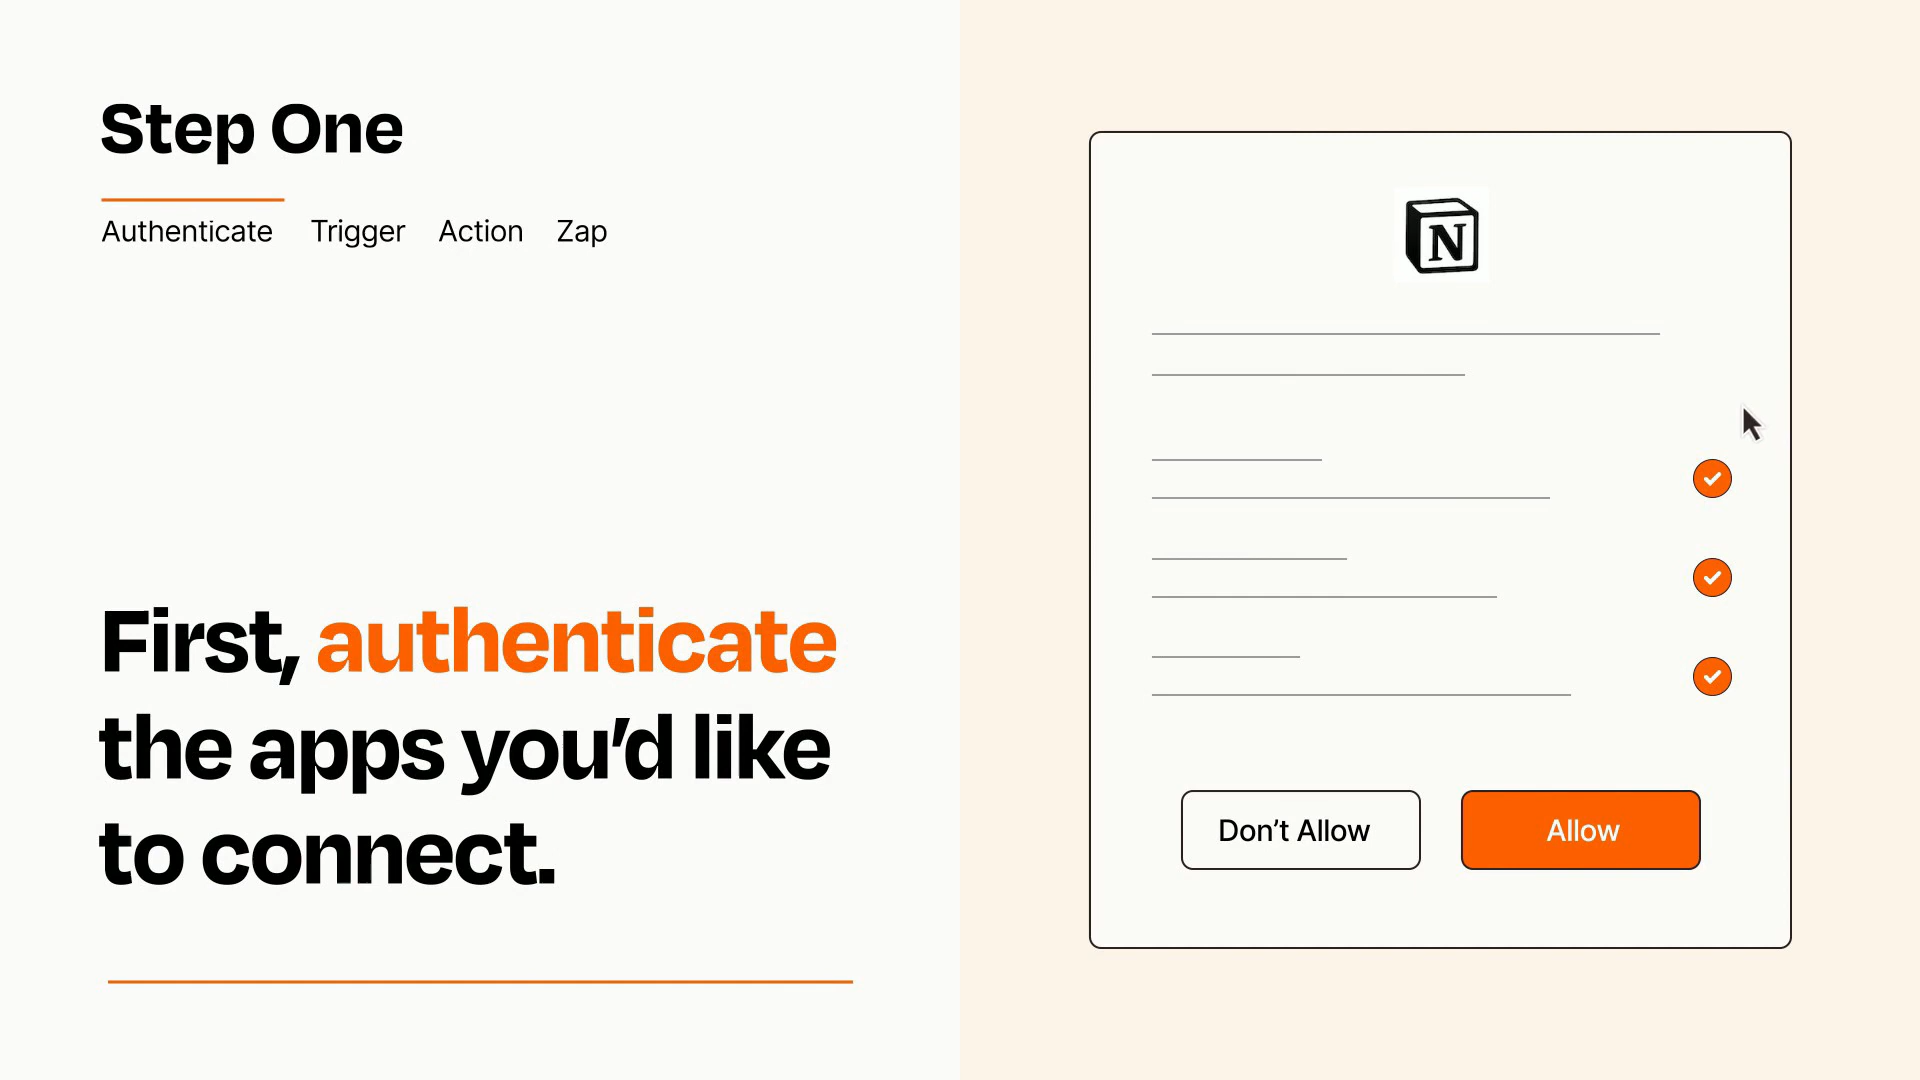 Step One
Authenticate Trigger Action Zap
First, authenticate
the apps you’d like
to connect.
N
Don’t Allow Allow